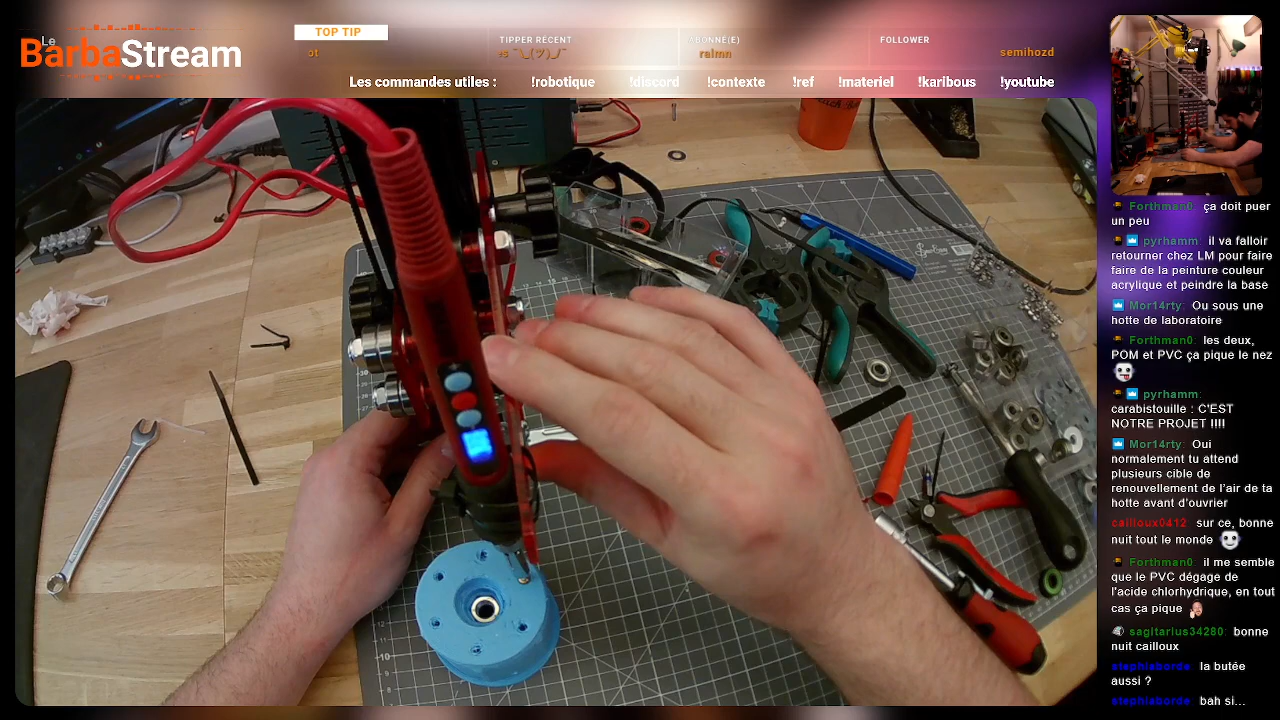 Le
BarbaStream
TOP TIP
ot
TIPPER RÉCENT
es ¯\_(ツ)_/¯
ABONNÉ(E)
raimn
FOLLOWER
semihozd
Les commandes utiles : !robotique !discord !contexte !ref !materiel !karibous !youtube
Forthman0: ça doit puer
un peu
pyrhamm: il va falloir
retourner chez LM pour faire
faire de la peinture couleur
acrylique et peindre la base
Mor14rty: Ou sous une
hotte de laboratoire
Forthman0: les deux,
POM et PVC ça pique le nez
pyrhamm:
carabistouille : C'EST
NOTRE PROJET !!!!
Mor14rty: Oui
normalement tu attend
plusieurs cible de
renouvellement de l'air de ta
hotte avant d'ouvrir
cailloux0412 sur ce, bonne
nuit tout le monde
Forthman0: il me semble
que le PVC dégage de
l'acide chlorhydrique, en tout
cas ça pique
sagitarius34280: bonne
nuit cailloux
stephlaborde: la butée
aussi ?
stephlaborde: bah si...